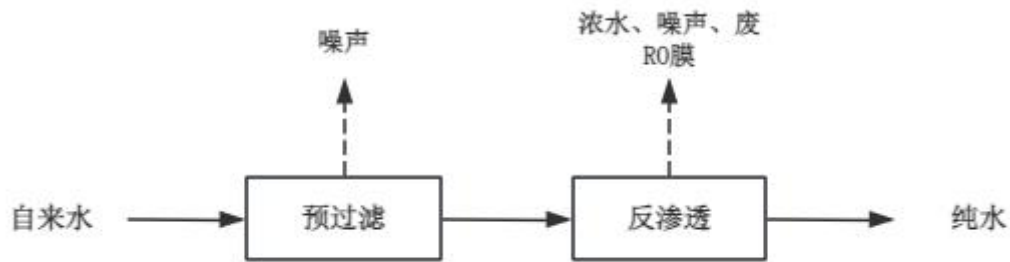 噪声
浓水、噪声、废
RO膜
自来水
预过滤
反渗透
纯水